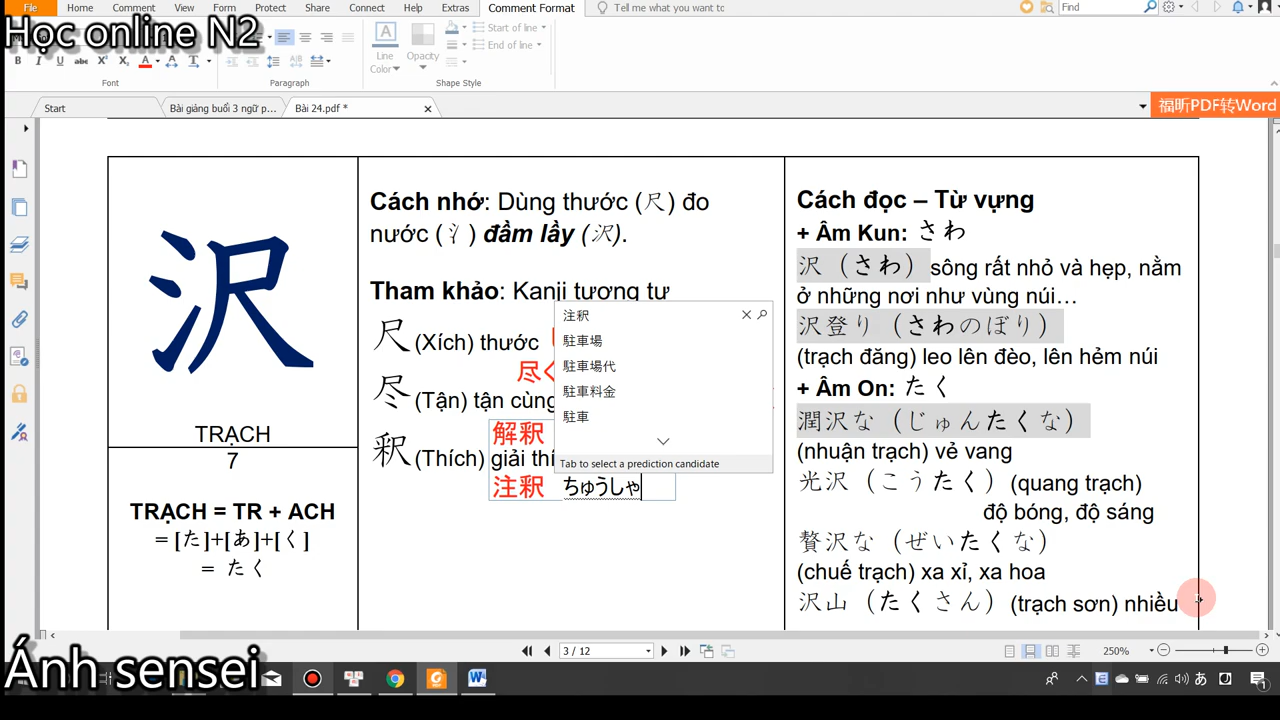 File
Home
Comment
View
Form
Protect
Share
Connect
Help
Extras
Comment Format
Tell me what you want to
Find
Học online N2
Line
Color
Opacity
Start of line
End of line
Font
Paragraph
Shape Style
Start
Bài giảng buổi 3 ngữ p...
Bài 24.pdf *
福昕PDF转Word
沢
TRẠCH
7
TRẠCH = TR + ACH
= [た]+[あ]+[く]
= たく
Cách nhớ: Dùng thước (尺) đo
nước (氵) đầm lầy (沢).
Tham khảo: Kanji tương tự
尺 (Xích) thước
尽く
尽 (Tận) tận cùng
解釈
釈 (Thích) giải thí
注釈 ちゅうしゃ
注釈
駐車場
駐車場代
駐車料金
駐車
Tab to select a prediction candidate
Cách đọc – Từ vựng
+ Âm Kun: さわ
沢（さわ）sông rất nhỏ và hẹp, nằm
ở những nơi như vùng núi…
沢登り（さわのぼり）
(trạch đăng) leo lên đèo, lên hẻm núi
+ Âm On: たく
潤沢な（じゅんたくな）
(nhuận trạch) vẻ vang
光沢（こうたく）(quang trạch)
độ bóng, độ sáng
贅沢な（ぜいたくな）
(chuế trạch) xa xỉ, xa hoa
沢山（たくさん）(trạch sơn) nhiều
3 / 12
250%
Ánh sensei
あ